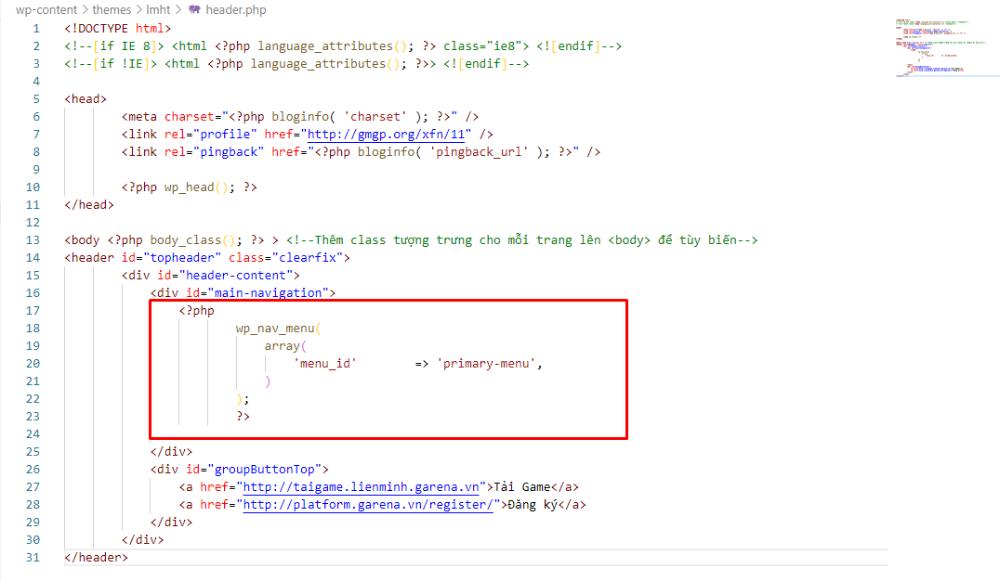 wp-content > themes > lmht > header.php
1 <!DOCTYPE html>
2 <!--[if IE 8]> <html <?php language_attributes(); ?> class="ie8"> <![endif]-->
3 <!--[if !IE]> <html <?php language_attributes(); ?>> <![endif]-->
4
5 <head>
6 <meta charset="<?php bloginfo( 'charset' ); ?>" />
7 <link rel="profile" href="http://gmgp.org/xfn/11" />
8 <link rel="pingback" href="<?php bloginfo( 'pingback_url' ); ?>" />
9
10 <?php wp_head(); ?>
11 </head>
12
13 <body <?php body_class(); ?> > <!--Thêm class tượng trưng cho mỗi trang lên <body> để tùy biến-->
14 <header id="topheader" class="clearfix">
15 <div id="header-content">
16 <div id="main-navigation">
17 <?php
18 wp_nav_menu(
19 array(
20 'menu_id' => 'primary-menu',
21 )
22 );
23 ?>
24
25 </div>
26 <div id="groupButtonTop">
27 <a href="http://taigame.lienminh.garena.vn">Tải Game</a>
28 <a href="http://platform.garena.vn/register/">Đăng ký</a>
29 </div>
30 </div>
31 </header>